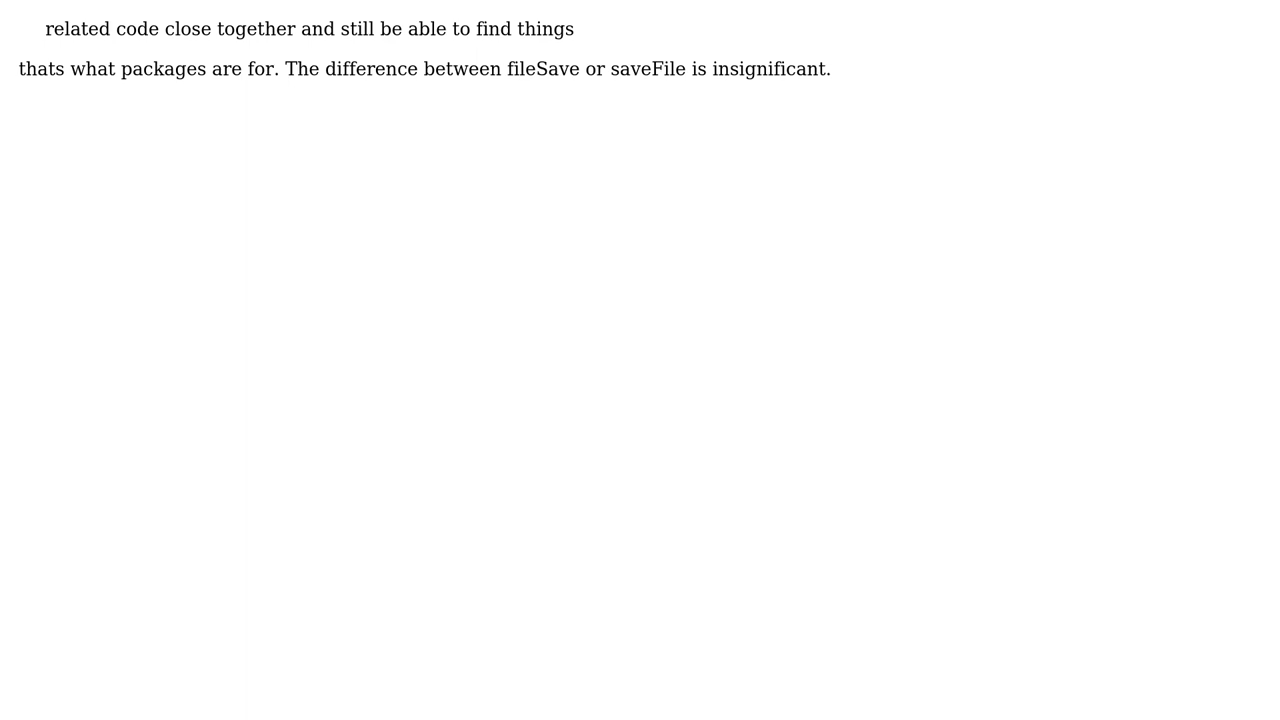 related code close together and still be able to find things
thats what packages are for. The difference between fileSave or saveFile is insignificant.